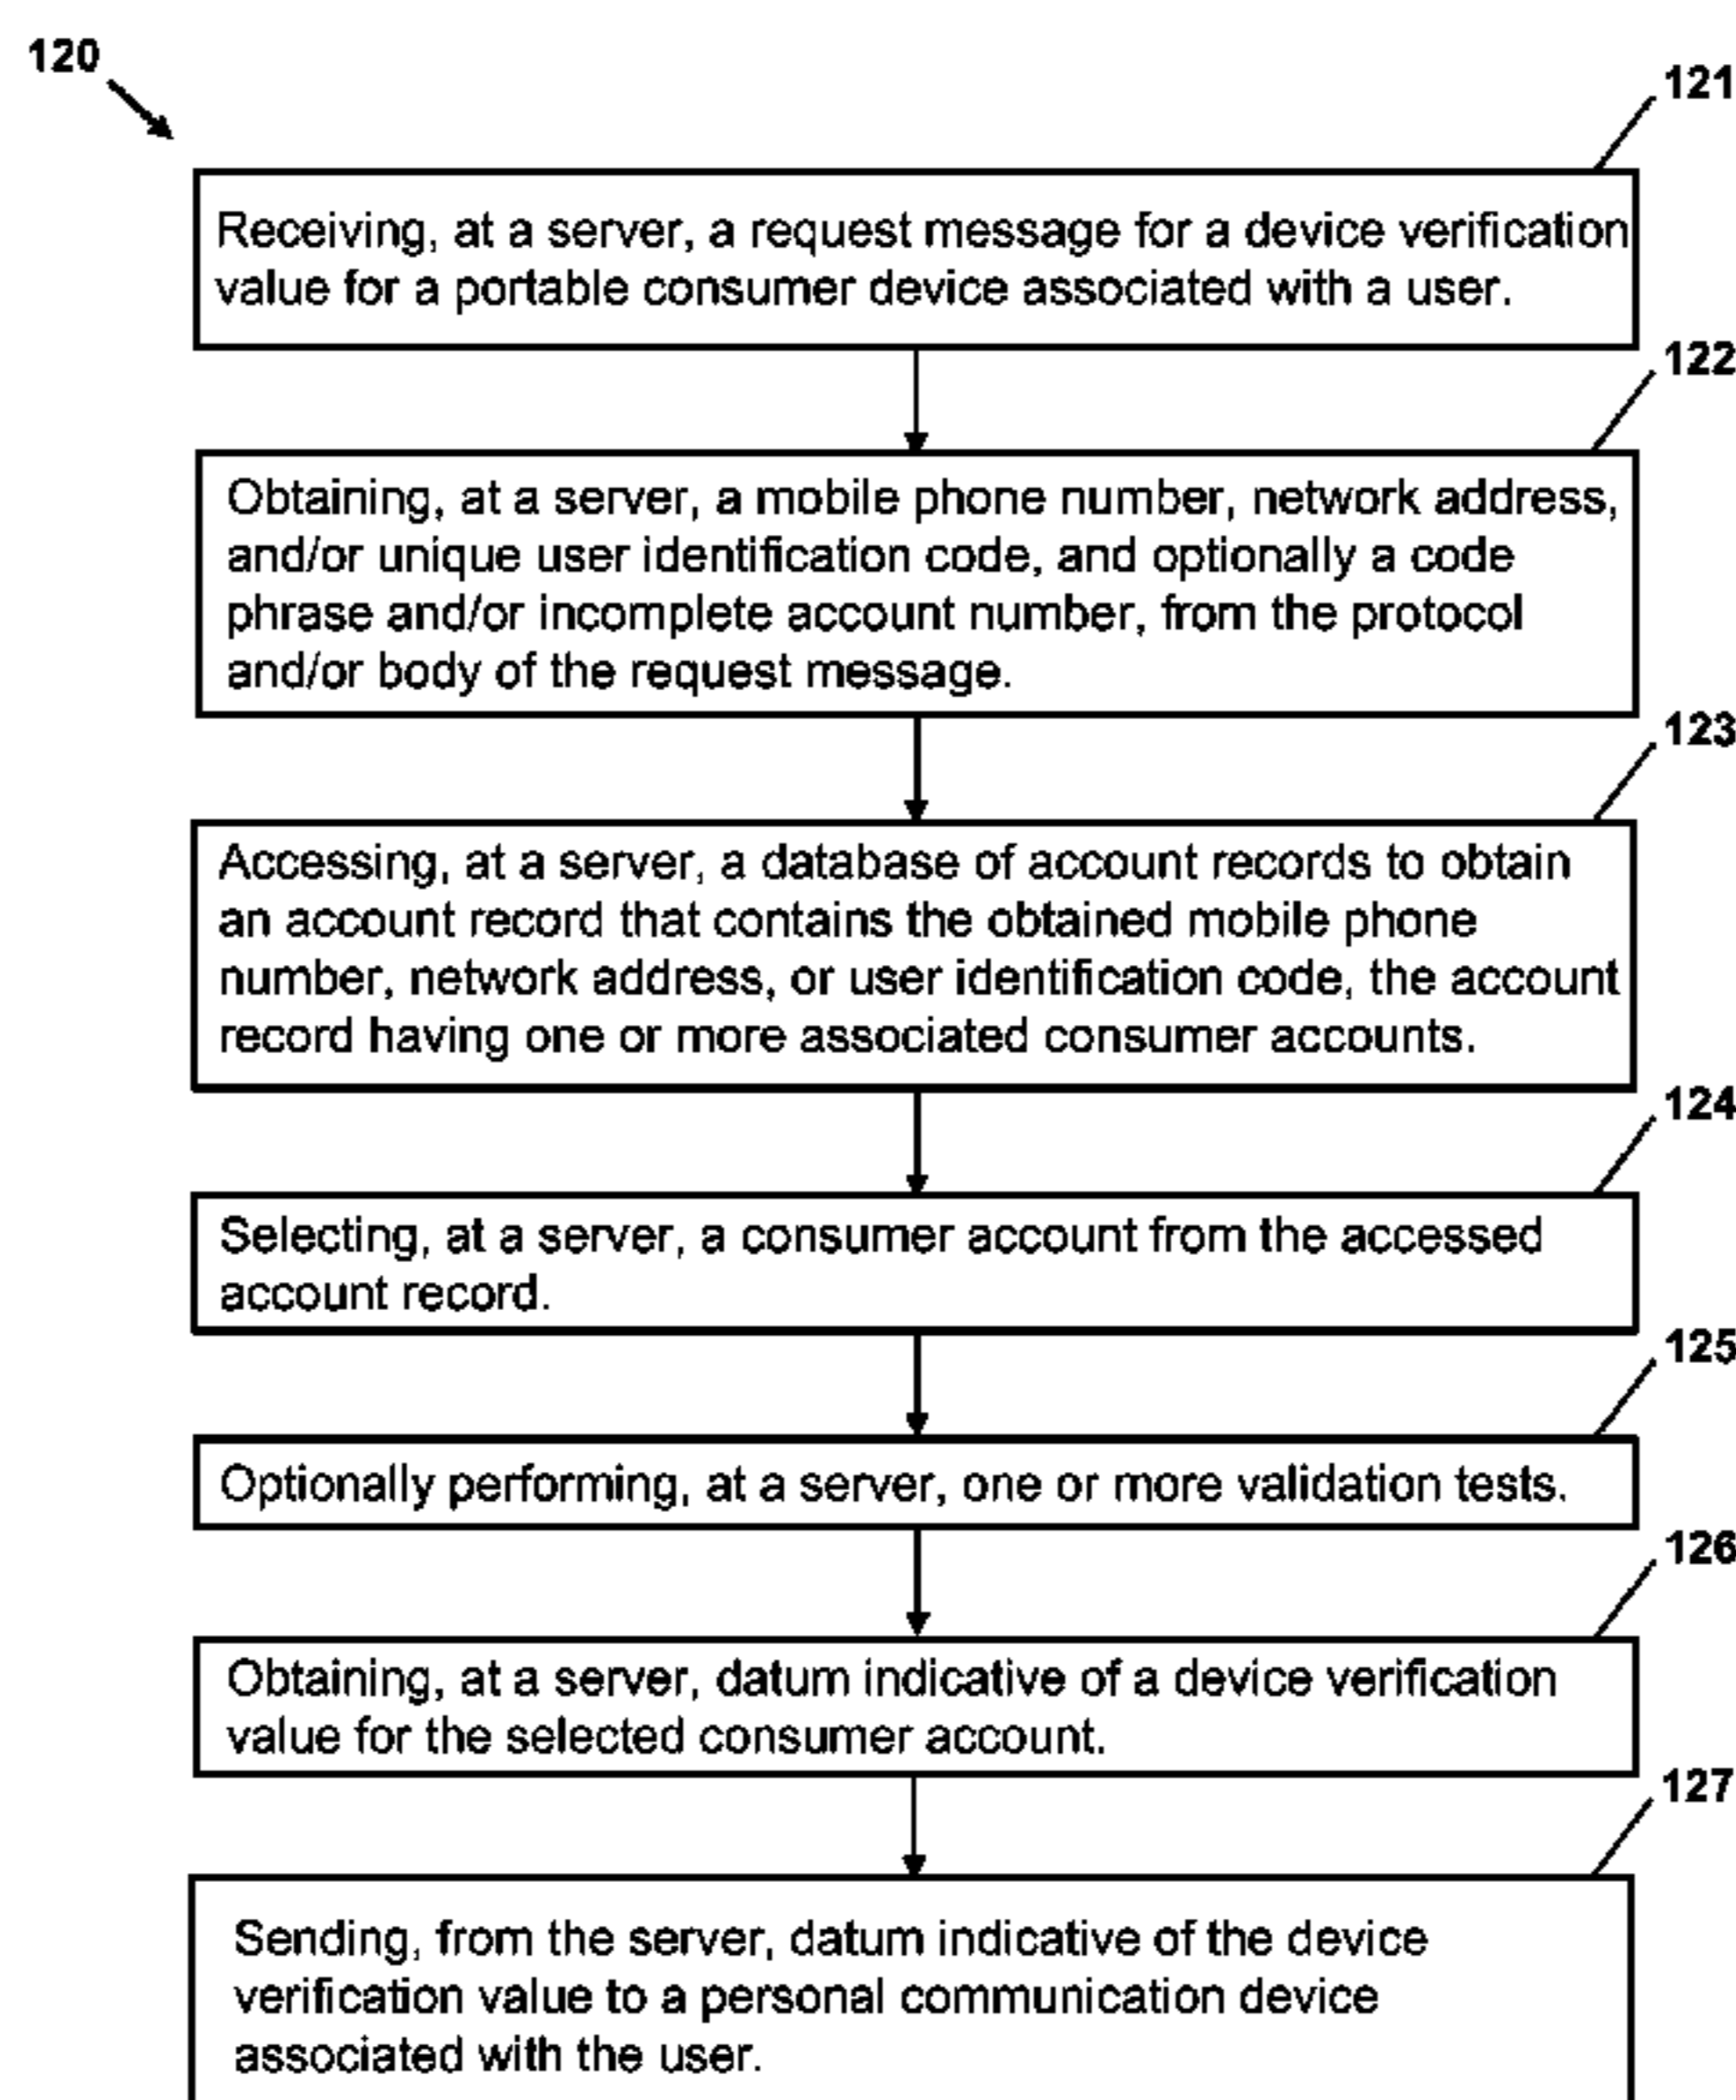 120
121
Receiving, at a server, a request message for a device verification
value for a portable consumer device associated with a user.
122
Obtaining, at a server, a mobile phone number, network address,
and/or unique user identification code, and optionally a code
phrase and/or incomplete account number, from the protocol
and/or body of the request message.
123
Accessing, at a server, a database of account records to obtain
an account record that contains the obtained mobile phone
number, network address, or user identification code, the account
record having one or more associated consumer accounts.
124
Selecting, at a server, a consumer account from the accessed
account record.
125
Optionally performing, at a server, one or more validation tests.
126
Obtaining, at a server, datum indicative of a device verification
value for the selected consumer account.
127
Sending, from the server, datum indicative of the device
verification value to a personal communication device
associated with the user.